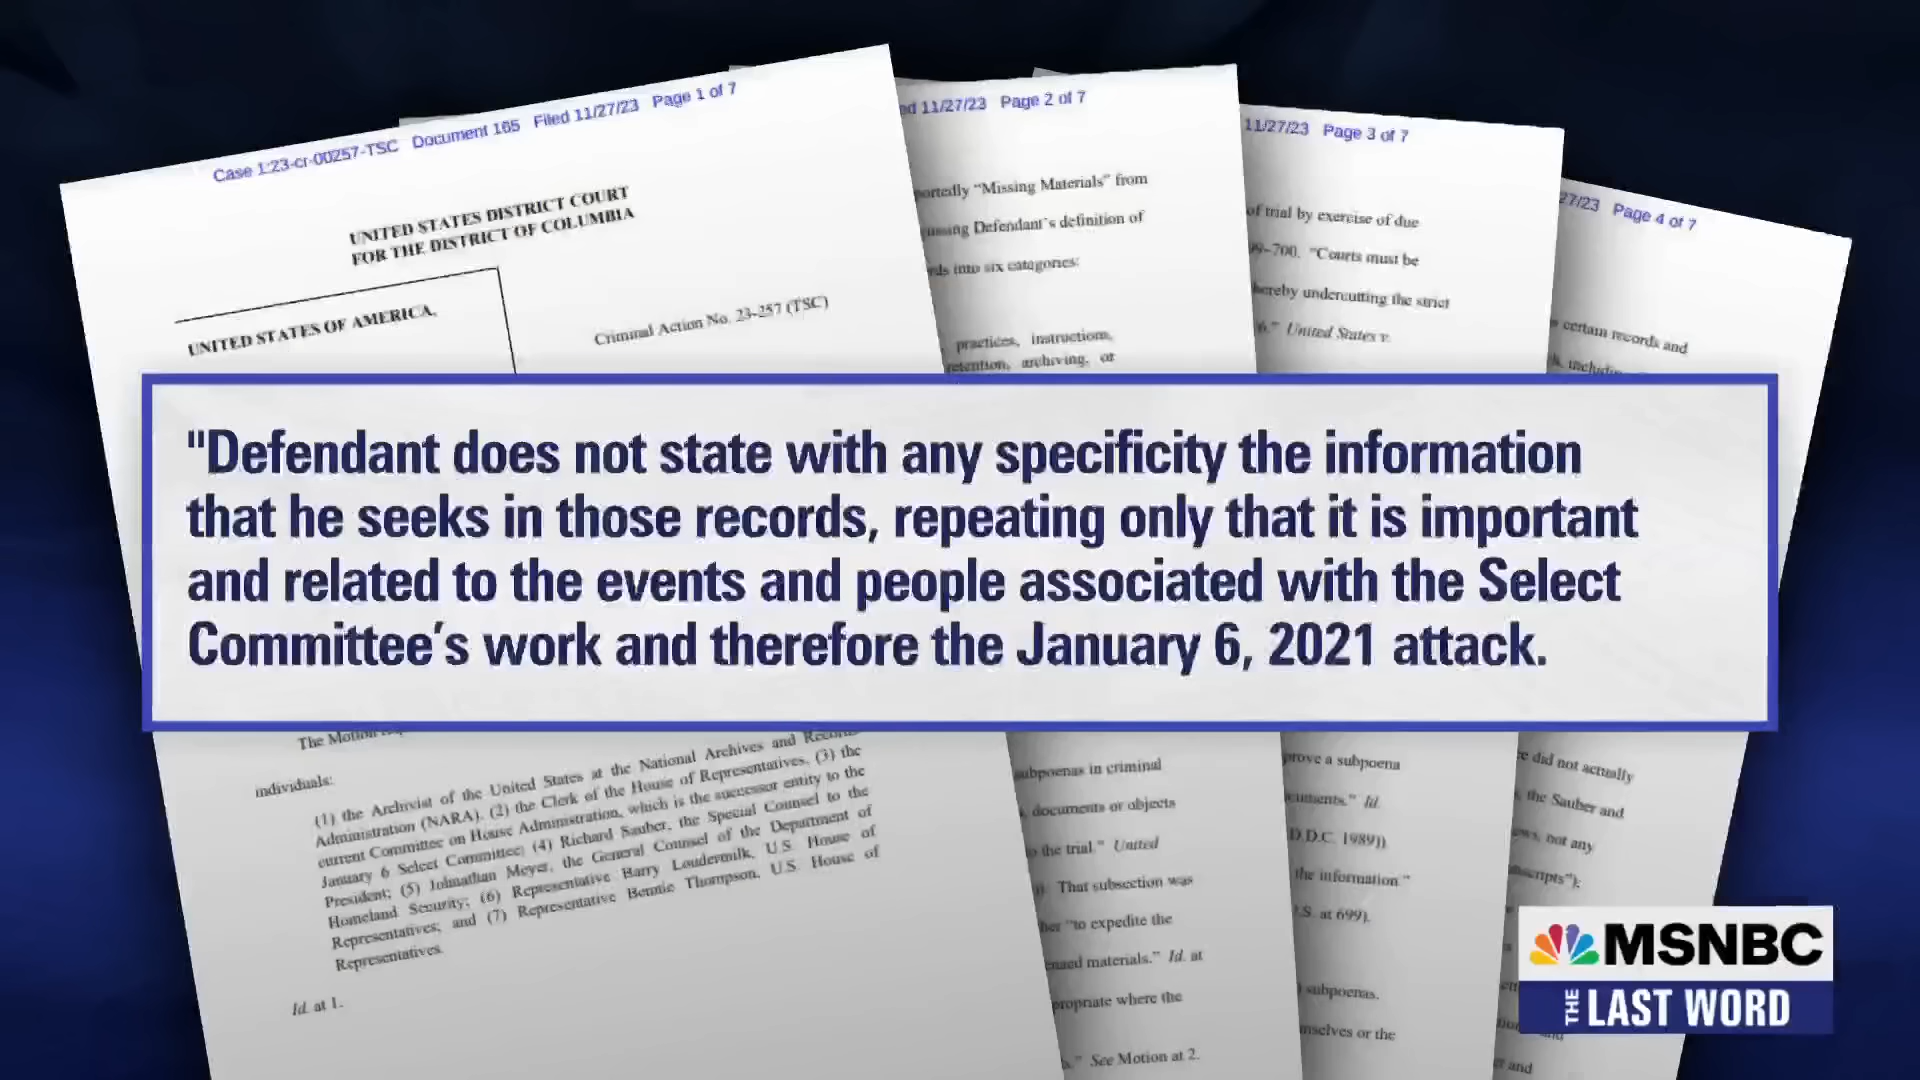 Case 1:23-cr-00257-TSC Document 165 Filed 11/27/23 Page 1 of 7
UNITED STATES DISTRICT COURT
FOR THE DISTRICT OF COLUMBIA
UNITED STATES OF AMERICA,
Criminal Action No. 23-257 (TSC)
11/27/23 Page 2 of 7
"Missing Materials" from
Defendant's definition of
into six categories:
practices, instructions,
archiving, or
11/27/23 Page 3 of 7
of trial by exercise of due
"Courts must be
undercutting the strict
United States v.
Page 4 of 7
certain records and
"Defendant does not state with any specificity the information
that he seeks in those records, repeating only that it is important
and related to the events and people associated with the Select
Committee's work and therefore the January 6, 2021 attack.
The Motion
individuals:
(1) the Archivist of the United States at the National Archives and Records
Administration (NARA), (2) the Clerk of the House of Representatives, (3) the
current Committee on House Administration, which is the successor entity to the
January 6 Select Committee; (4) Richard Sauber, the Special Counsel to the
President; (5) Johnathan Meyer, the General Counsel of the Department of
Homeland Security; (6) Representative Barry Loudermilk, U.S. House of
Representatives; and (7) Representative Bennie Thompson, U.S. House of
Representatives.
Id. at 1.
subpoenas in criminal
documents or objects
the trial." United
That subsection was
"to expedite the
materials." Id. at
where the
See Motion at 2.
prove a subpoena
Id.
D.D.C. 1989))
the information"
at 699).
subpoenas.
or the
did not actually
the Sauber and
not any
and
MSNBC
THE LAST WORD